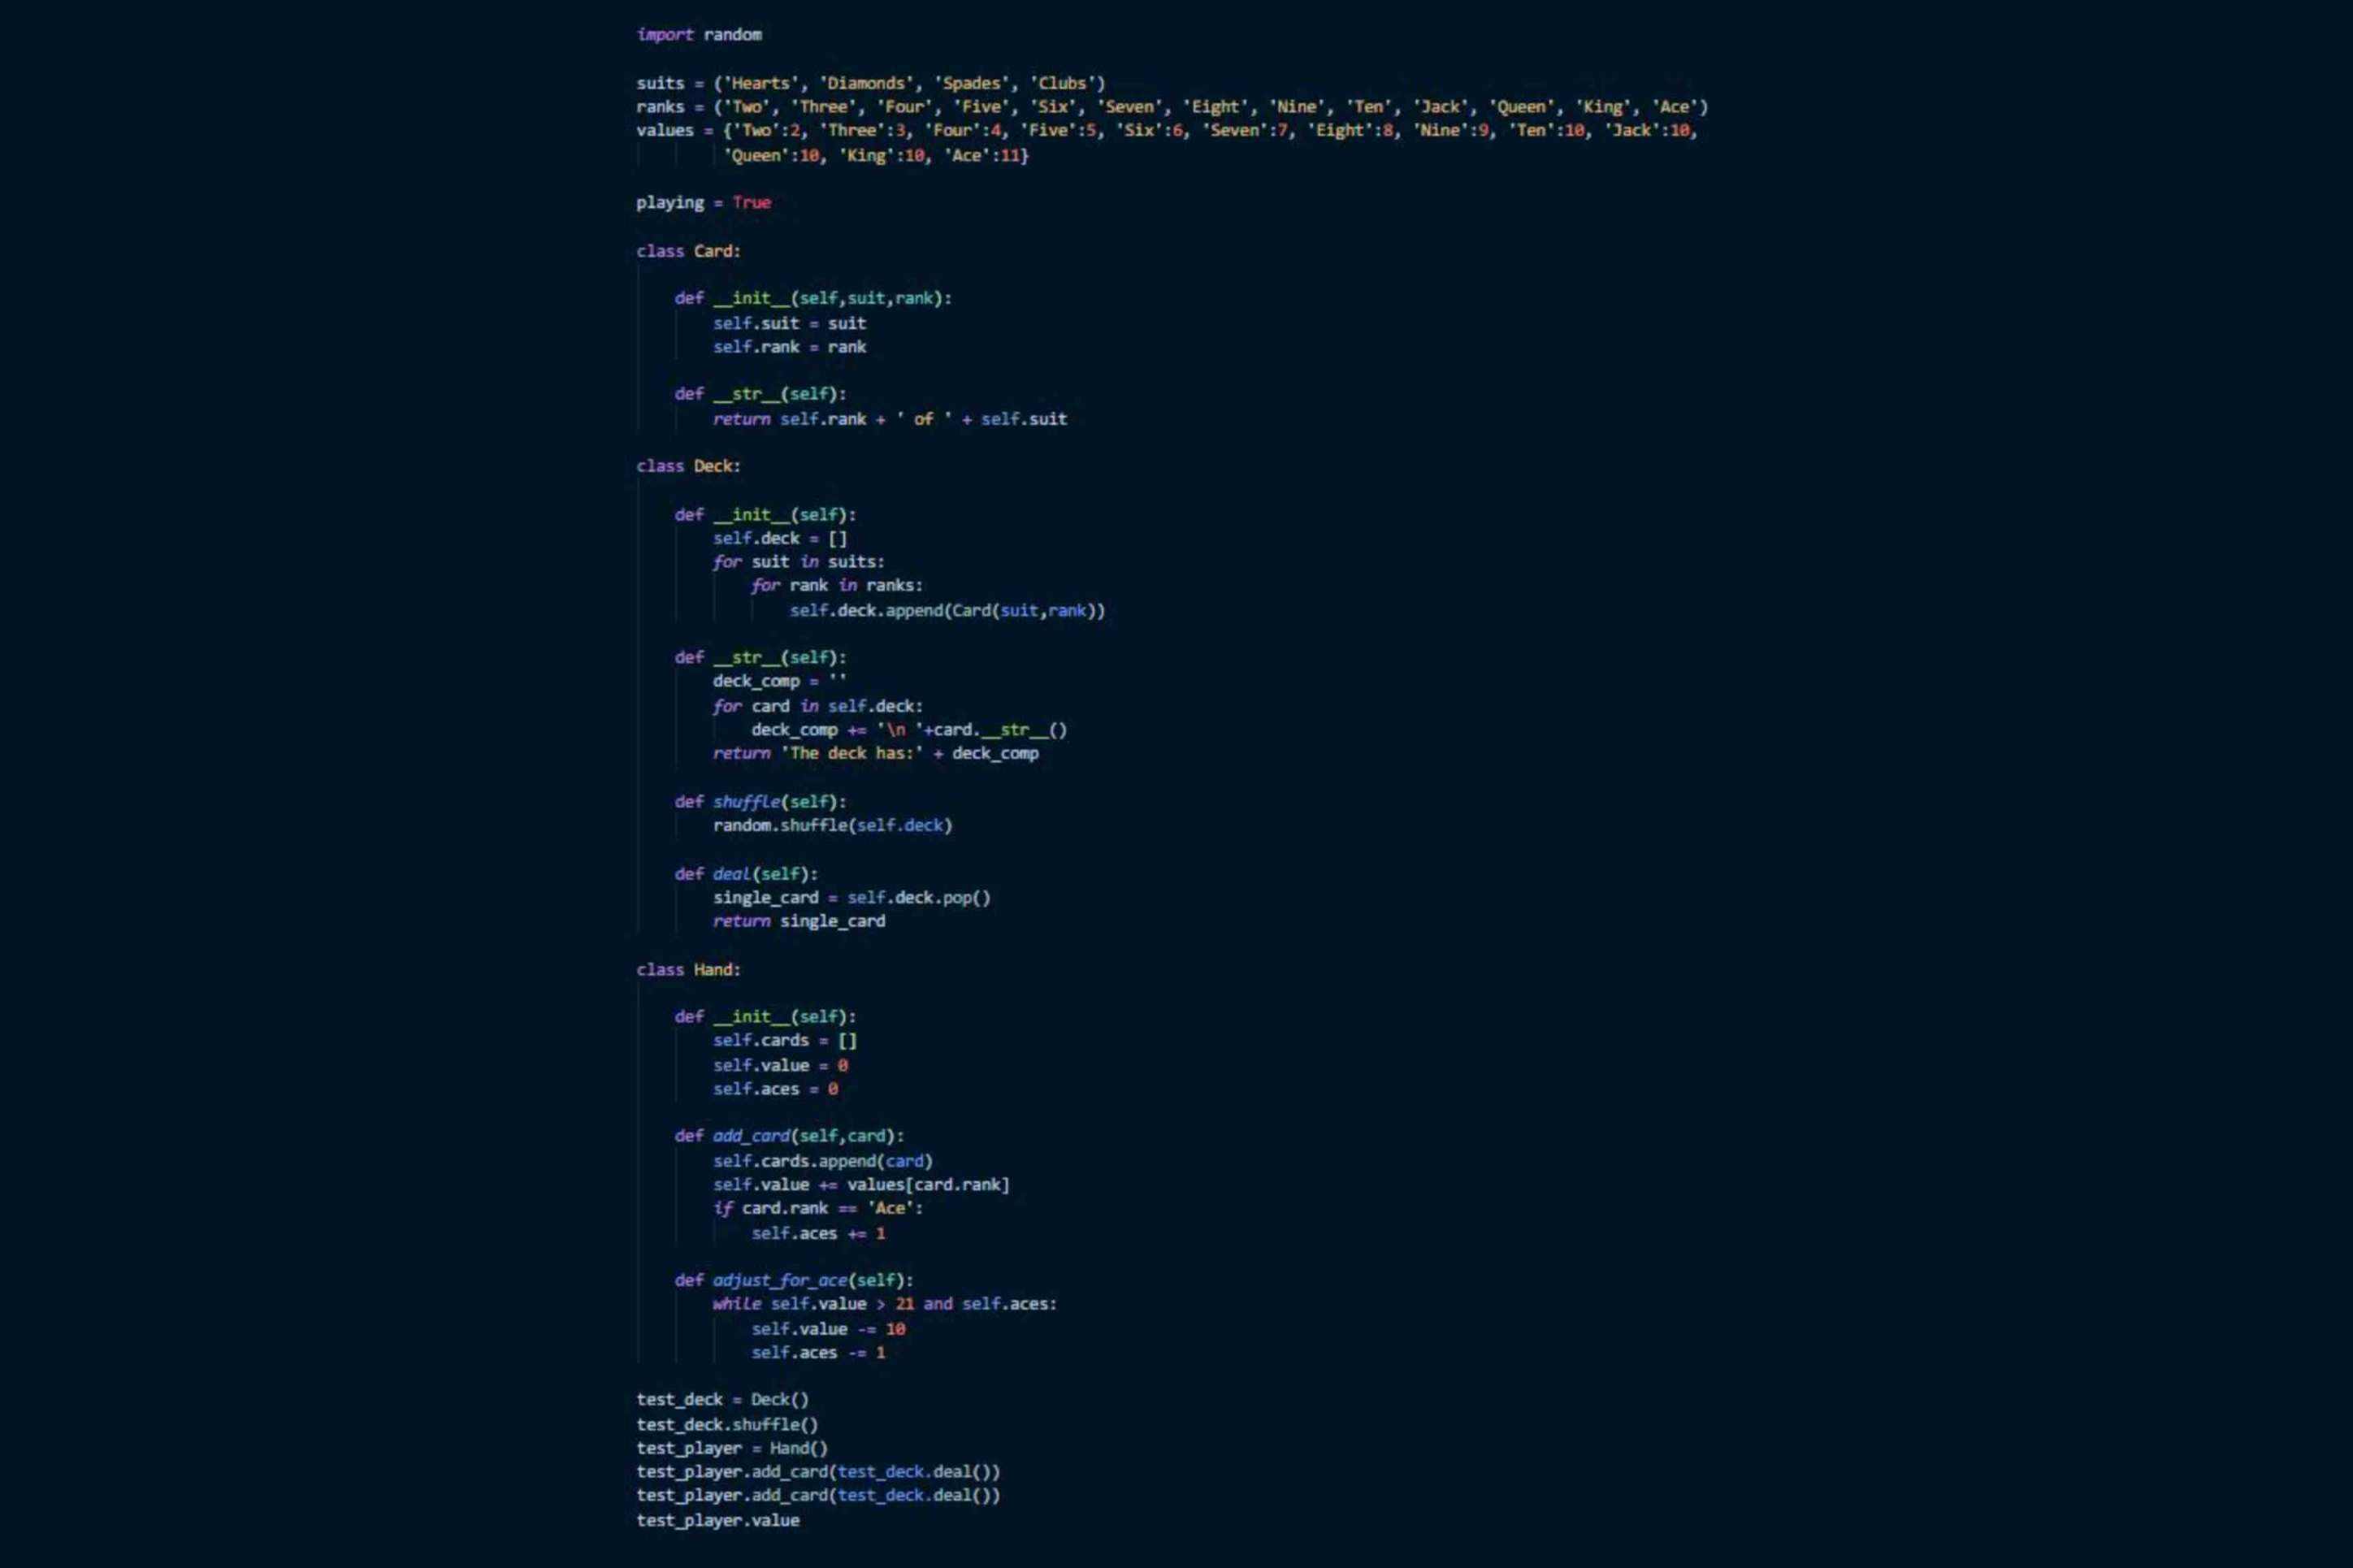 import random
suits = ('Hearts', 'Diamonds', 'Spades', 'Clubs')
ranks = ('Two', 'Three', 'Four', 'Five', 'Six', 'Seven', 'Eight', 'Nine', 'Ten', 'Jack', 'Queen', 'King', 'Ace')
values = {'Two':2, 'Three':3, 'Four':4, 'Five':5, 'Six':6, 'Seven':7, 'Eight':8, 'Nine':9, 'Ten':10, 'Jack':10,
         'Queen':10, 'King':10, 'Ace':11}
playing = True
class Card:
    def __init__(self,suit,rank):
        self.suit = suit
        self.rank = rank
    def __str__(self):
        return self.rank + ' of ' + self.suit
class Deck:
    def __init__(self):
        self.deck = []
        for suit in suits:
            for rank in ranks:
                self.deck.append(Card(suit,rank))
    def __str__(self):
        deck_comp = ''
        for card in self.deck:
            deck_comp += '\n '+card.__str__()
        return 'The deck has:' + deck_comp
    def shuffle(self):
        random.shuffle(self.deck)
    def deal(self):
        single_card = self.deck.pop()
        return single_card
class Hand:
    def __init__(self):
        self.cards = []
        self.value = 0
        self.aces = 0
    def add_card(self,card):
        self.cards.append(card)
        self.value += values[card.rank]
        if card.rank == 'Ace':
            self.aces += 1
    def adjust_for_ace(self):
        while self.value > 21 and self.aces:
            self.value -= 10
            self.aces -= 1
test_deck = Deck()
test_deck.shuffle()
test_player = Hand()
test_player.add_card(test_deck.deal())
test_player.add_card(test_deck.deal())
test_player.value